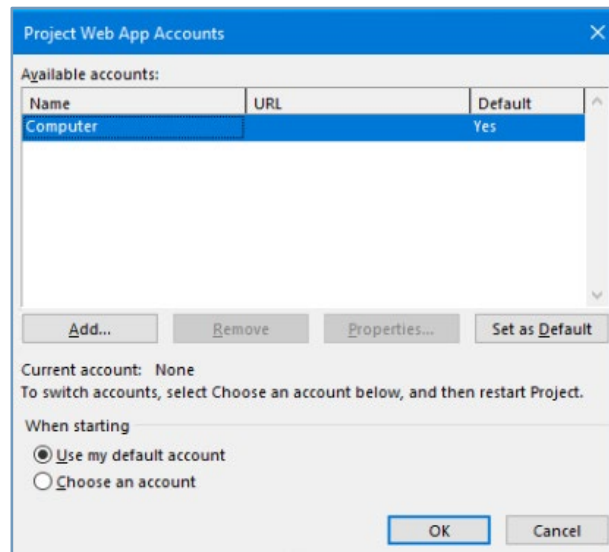 Project Web App Accounts
Available accounts:
Name URL Default
Computer Yes
Add... Remove Properties... Set as Default
Current account: None
To switch accounts, select Choose an account below, and then restart Project.
When starting
Use my default account
Choose an account
OK Cancel